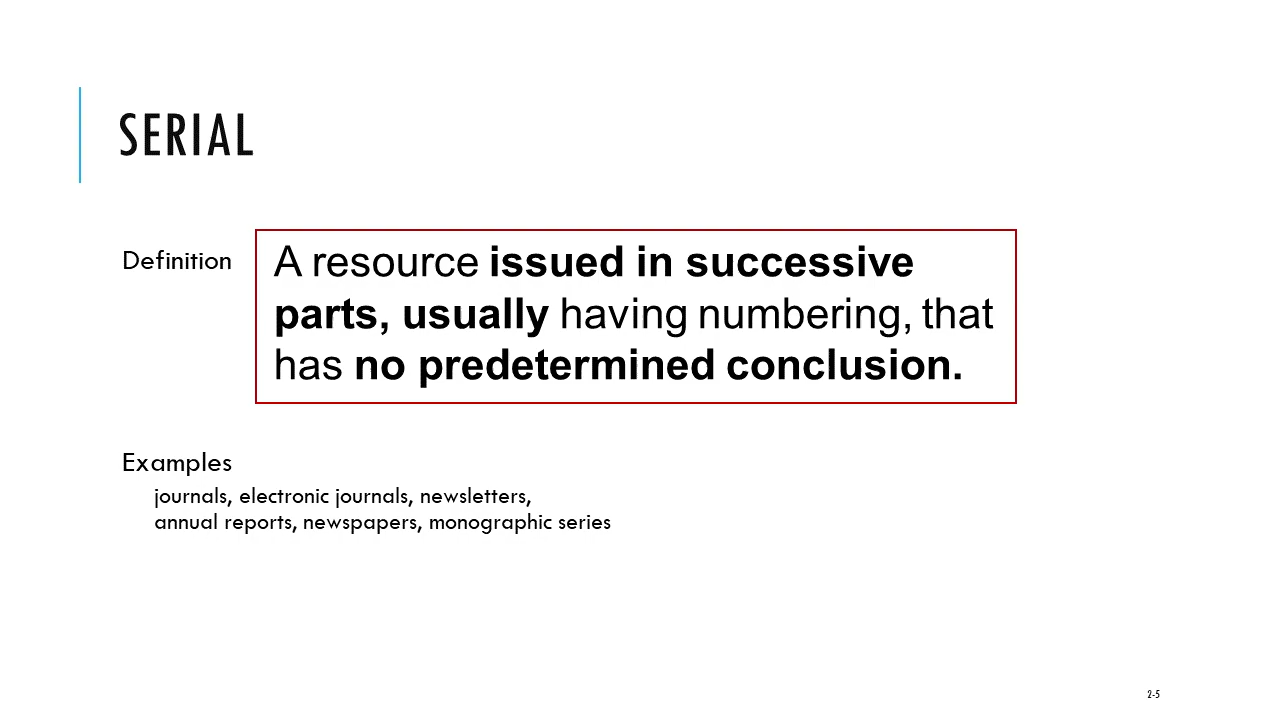 SERIAL
Definition
A resource issued in successive
parts, usually having numbering, that
has no predetermined conclusion.
Examples
journals, electronic journals, newsletters,
annual reports, newspapers, monographic series
2-5